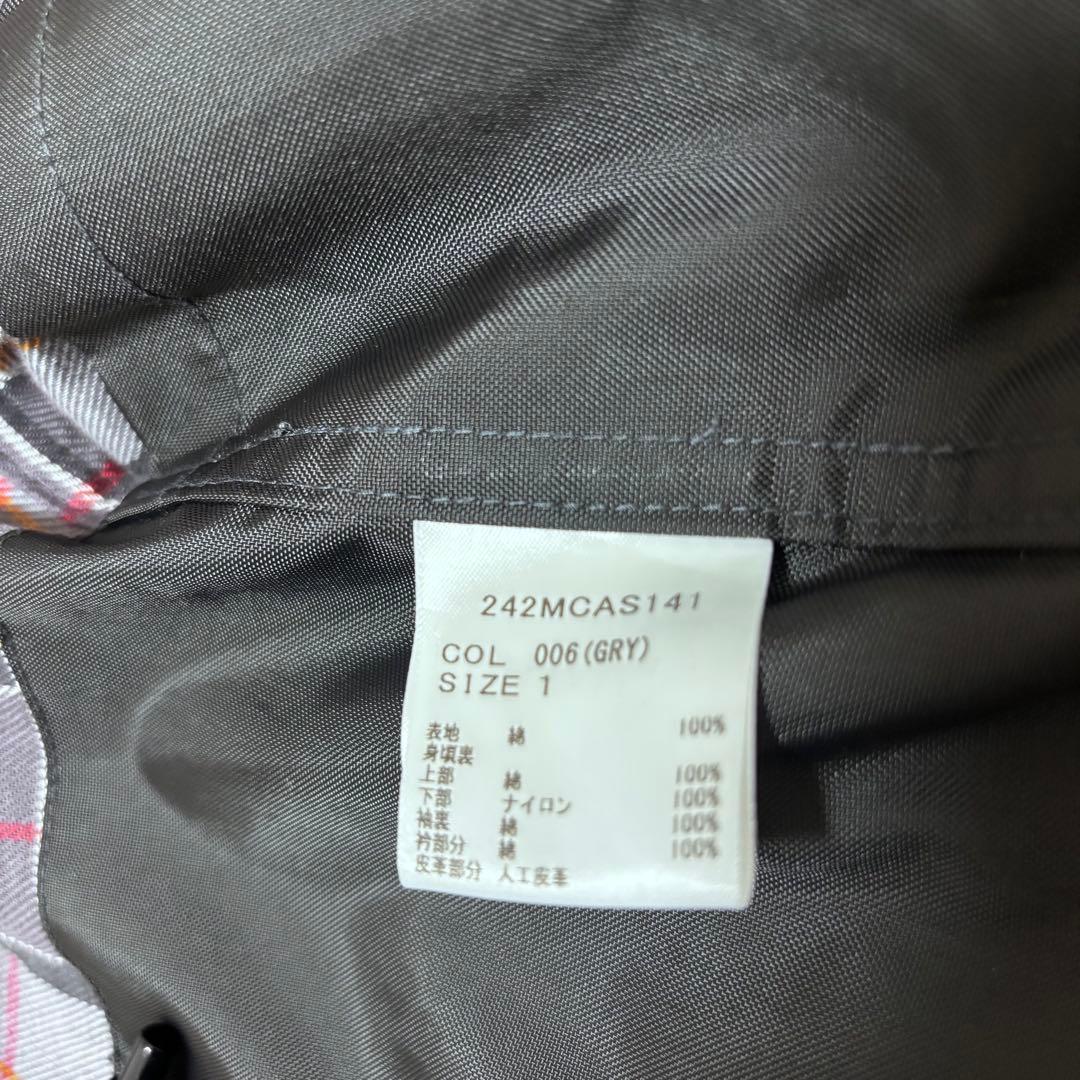 242MCAS141
COL 006(GRY)
SIZE 1
表地 綿 100%
身頃裏
上部 綿 100%
下部 ナイロン 100%
袖裏 綿 100%
衿部分 綿 100%
皮革部分 人工皮革